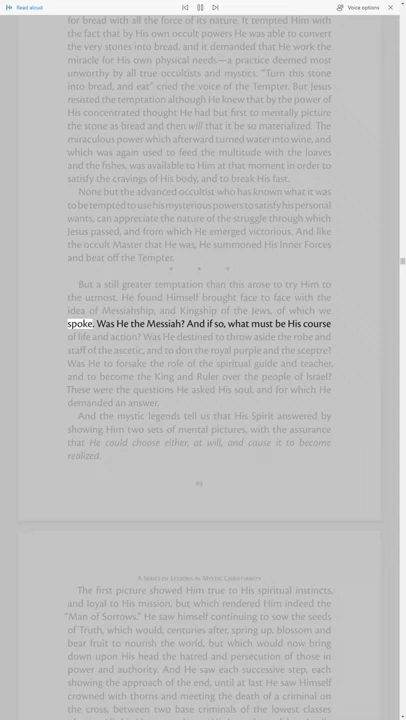 Read aloud
Voice options
for bread with all the force of its nature. It tempted Him with
the fact that by His own occult powers He was able to convert
the very stones into bread, and it demanded that He work the
miracle for His own physical needs—a practice deemed most
unworthy by all true occultists and mystics. “Turn this stone
into bread, and eat” cried the voice of the Tempter. But Jesus
resisted the temptation although He knew that by the power of
His concentrated thought He had but first to mentally picture
the stone as bread and then will that it be so materialized. The
miraculous power which afterward turned water into wine, and
which was again used to feed the multitude with the loaves
and the fishes, was available to Him at that moment in order to
satisfy the cravings of His body, and to break His fast.
None but the advanced occultist who has known what it was
to be tempted to use his mysterious powers to satisfy his personal
wants, can appreciate the nature of the struggle through which
Jesus passed, and from which He emerged victorious. And like
the occult Master that He was, He summoned His Inner Forces
and beat off the Tempter.
* * *
But a still greater temptation than this arose to try Him to
the utmost. He found Himself brought face to face with the
idea of Messiahship, and Kingship of the Jews, of which we
spoke. Was He the Messiah? And if so, what must be His course
of life and action? Was He destined to throw aside the robe and
staff of the ascetic, and to don the royal purple and the sceptre?
Was He to forsake the role of the spiritual guide and teacher,
and to become the King and Ruler over the people of Israel?
These were the questions He asked His soul, and for which He
demanded an answer.
And the mystic legends tell us that His Spirit answered by
showing Him two sets of mental pictures, with the assurance
that He could choose either, at will, and cause it to become
realized.
A Series of Lessons in Mystic Christianity
The first picture showed Him true to His spiritual instincts,
and loyal to His mission, but which rendered Him indeed the
“Man of Sorrows.” He saw himself continuing to sow the seeds
of Truth, which would, centuries after, spring up, blossom and
bear fruit to nourish the world, but which would now bring
down upon His head the hatred and persecution of those in
power and authority. And He saw each successive step, each
showing the approach of the end, until at last He saw Himself
crowned with thorns and meeting the death of a criminal on
the cross, between two base criminals of the lowest classes